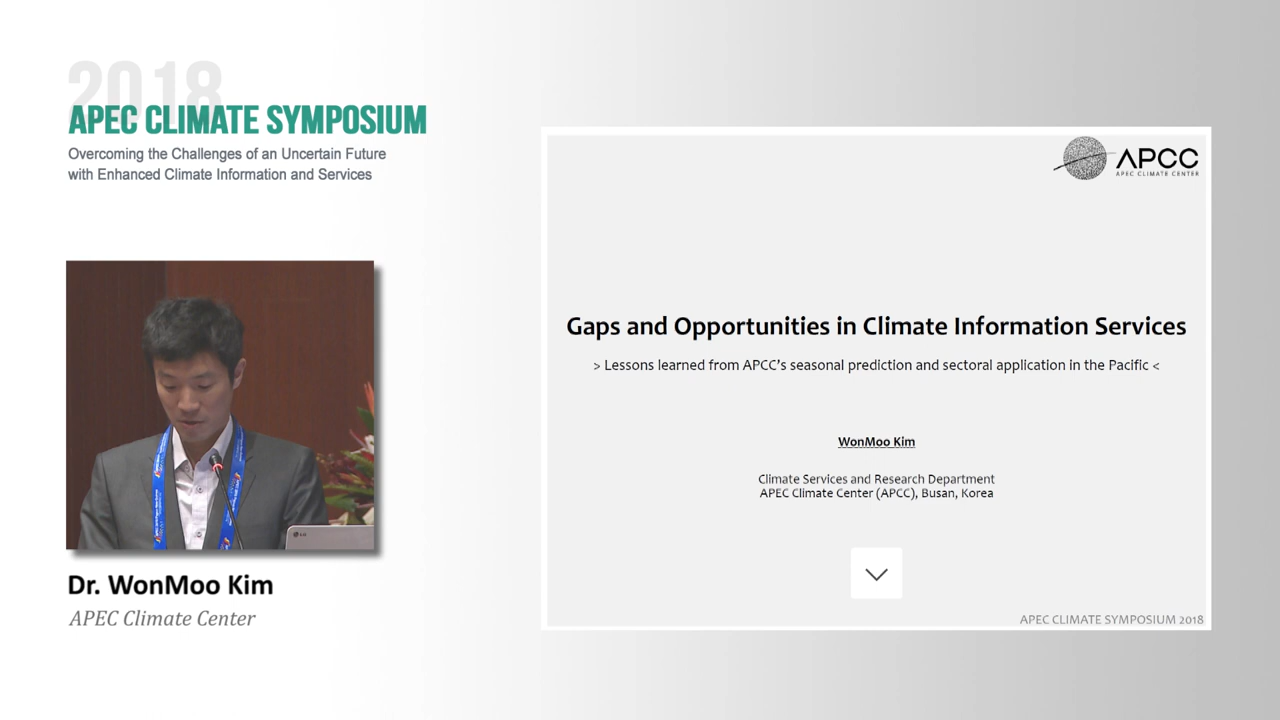 2018
APEC CLIMATE SYMPOSIUM
Overcoming the Challenges of an Uncertain Future
with Enhanced Climate Information and Services
Dr. WonMoo Kim
APEC Climate Center
APCC
APEC CLIMATE CENTER
Gaps and Opportunities in Climate Information Services
> Lessons learned from APCC's seasonal prediction and sectoral application in the Pacific <
WonMoo Kim
Climate Services and Research Department
APEC Climate Center (APCC), Busan, Korea
APEC CLIMATE SYMPOSIUM 2018
LG